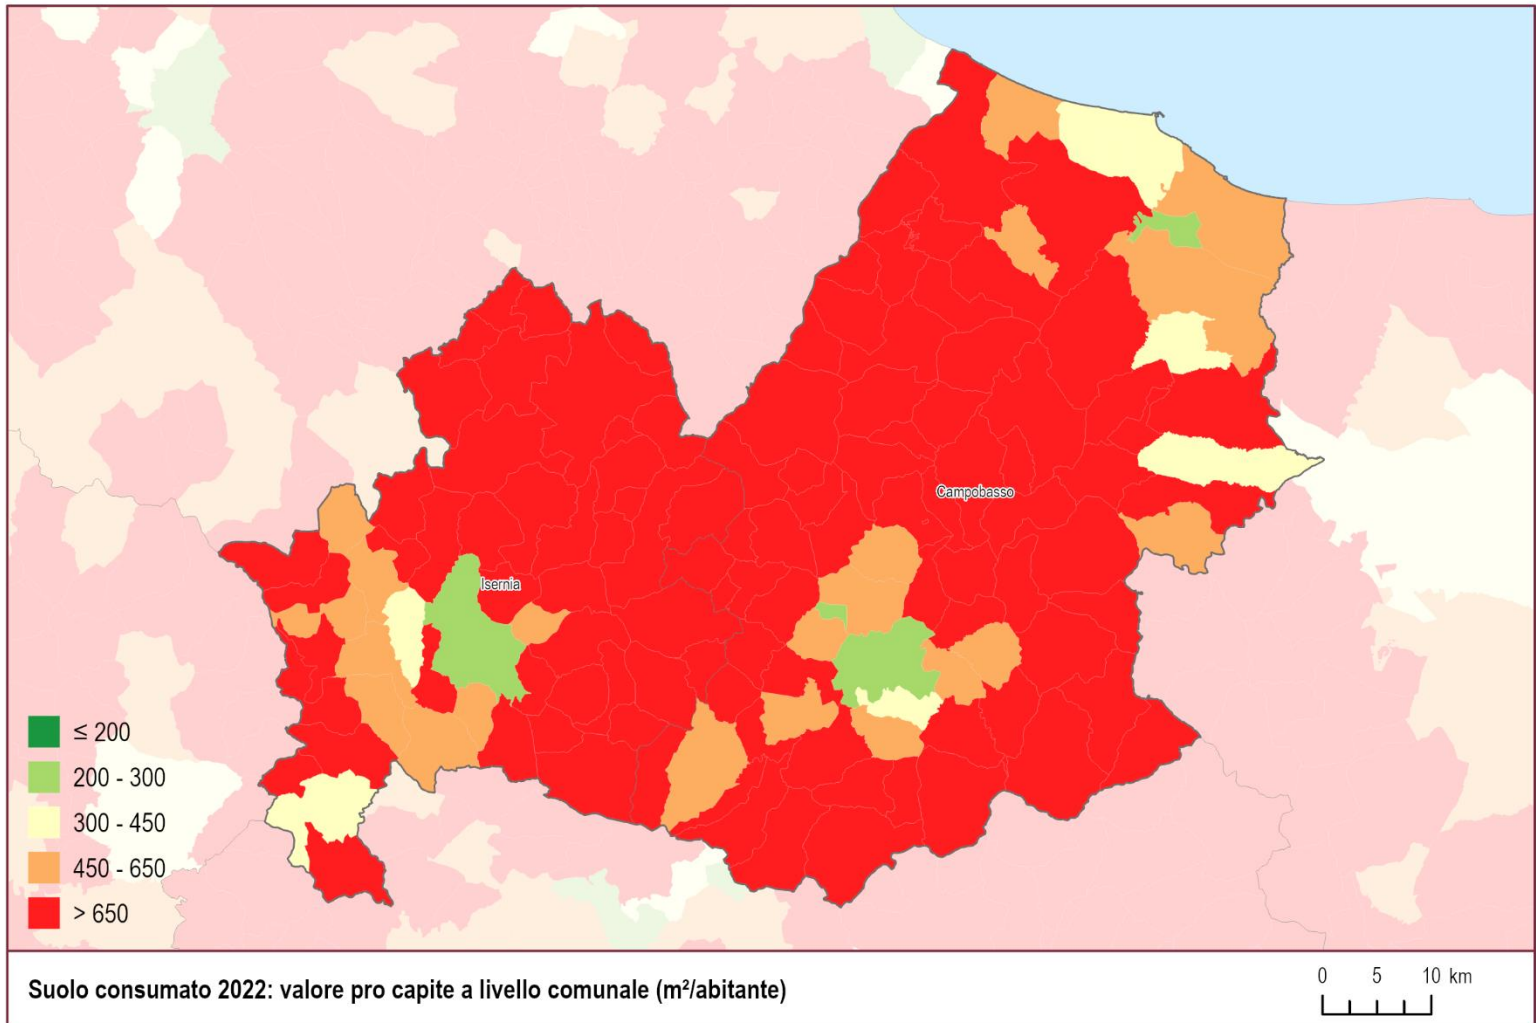 Campobasso
Isernia
≤ 200
200 - 300
300 - 450
450 - 650
> 650
Suolo consumato 2022: valore pro capite a livello comunale (m²/abitante)
0 5 10 km